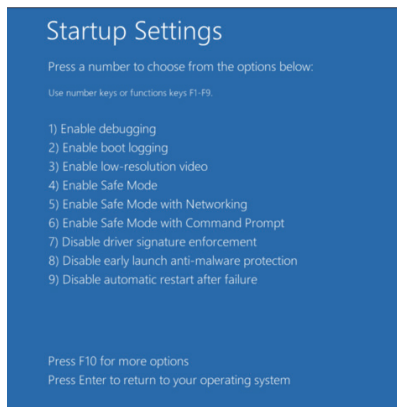 Startup Settings
Press a number to choose from the options below:
Use number keys or functions keys F1-F9.
1) Enable debugging
2) Enable boot logging
3) Enable low-resolution video
4) Enable Safe Mode
5) Enable Safe Mode with Networking
6) Enable Safe Mode with Command Prompt
7) Disable driver signature enforcement
8) Disable early launch anti-malware protection
9) Disable automatic restart after failure
Press F10 for more options
Press Enter to return to your operating system